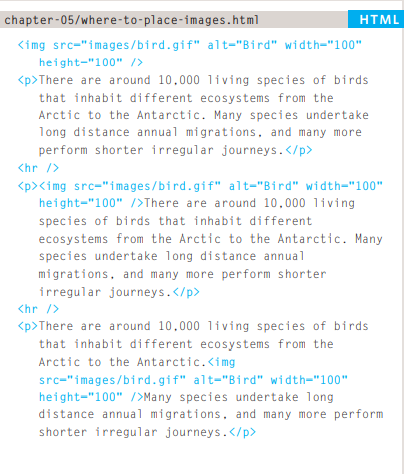 chapter-05/where-to-place-images.html HTML
<img src="images/bird.gif" alt="Bird" width="100"
height="100" />
<p>There are around 10,000 living species of birds
that inhabit different ecosystems from the
Arctic to the Antarctic. Many species undertake
long distance annual migrations, and many more
perform shorter irregular journeys.</p>
<hr />
<p><img src="images/bird.gif" alt="Bird" width="100"
height="100" />There are around 10,000 living
species of birds that inhabit different
ecosystems from the Arctic to the Antarctic. Many
species undertake long distance annual
migrations, and many more perform shorter
irregular journeys.</p>
<hr />
<p>There are around 10,000 living species of birds
that inhabit different ecosystems from the
Arctic to the Antarctic.<img
src="images/bird.gif" alt="Bird" width="100"
height="100" />Many species undertake long
distance annual migrations, and many more perform
shorter irregular journeys.</p>